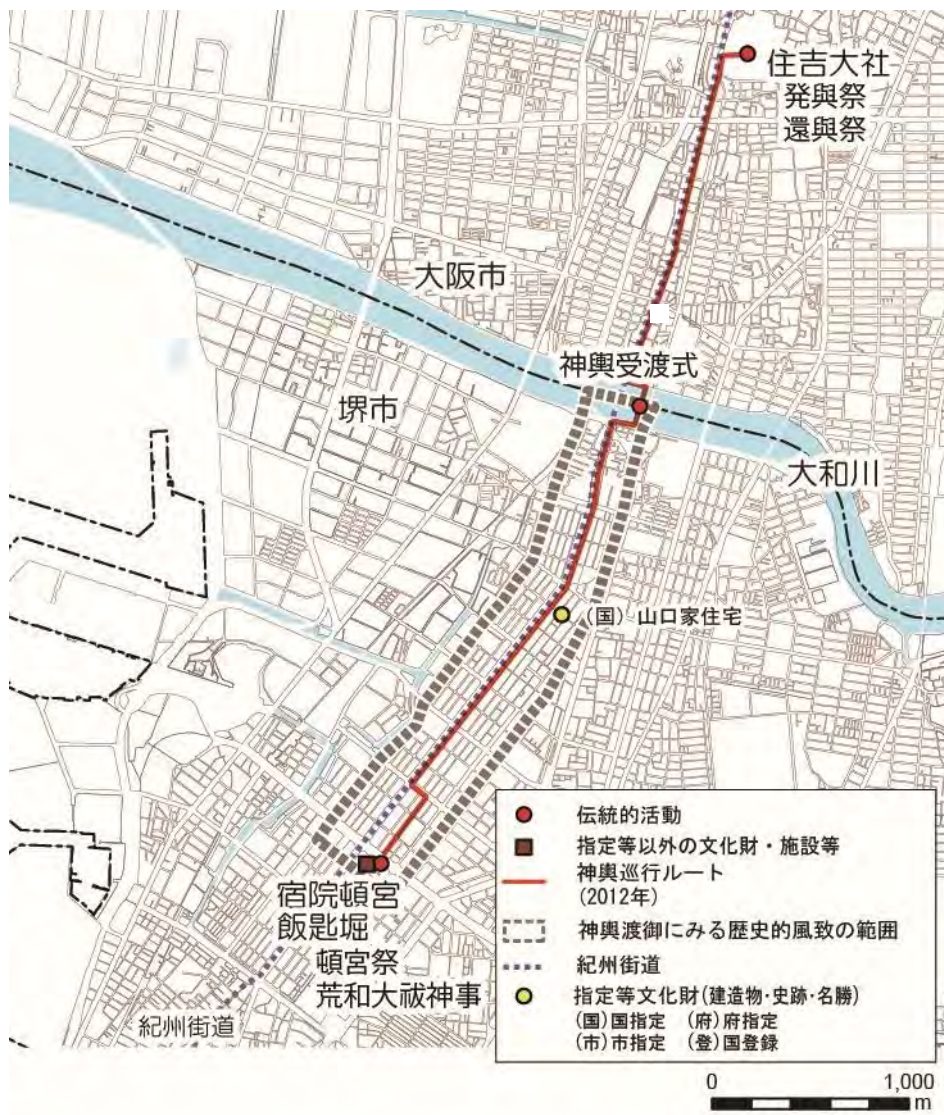 住吉大社
発輿祭
還輿祭
大阪市
神輿受渡式
堺市
大和川
(国) 山口家住宅
宿院頓宮
飯匙堀
頓宮祭
荒和大祓神事
紀州街道
伝統的活動
指定等以外の文化財・施設等
神輿巡行ルート
(2012年)
神輿渡御にみる歴史的風致の範囲
紀州街道
指定等文化財(建造物・史跡・名勝)
(国)国指定 (府)府指定
(市)市指定 (登)国登録
0 1,000
m